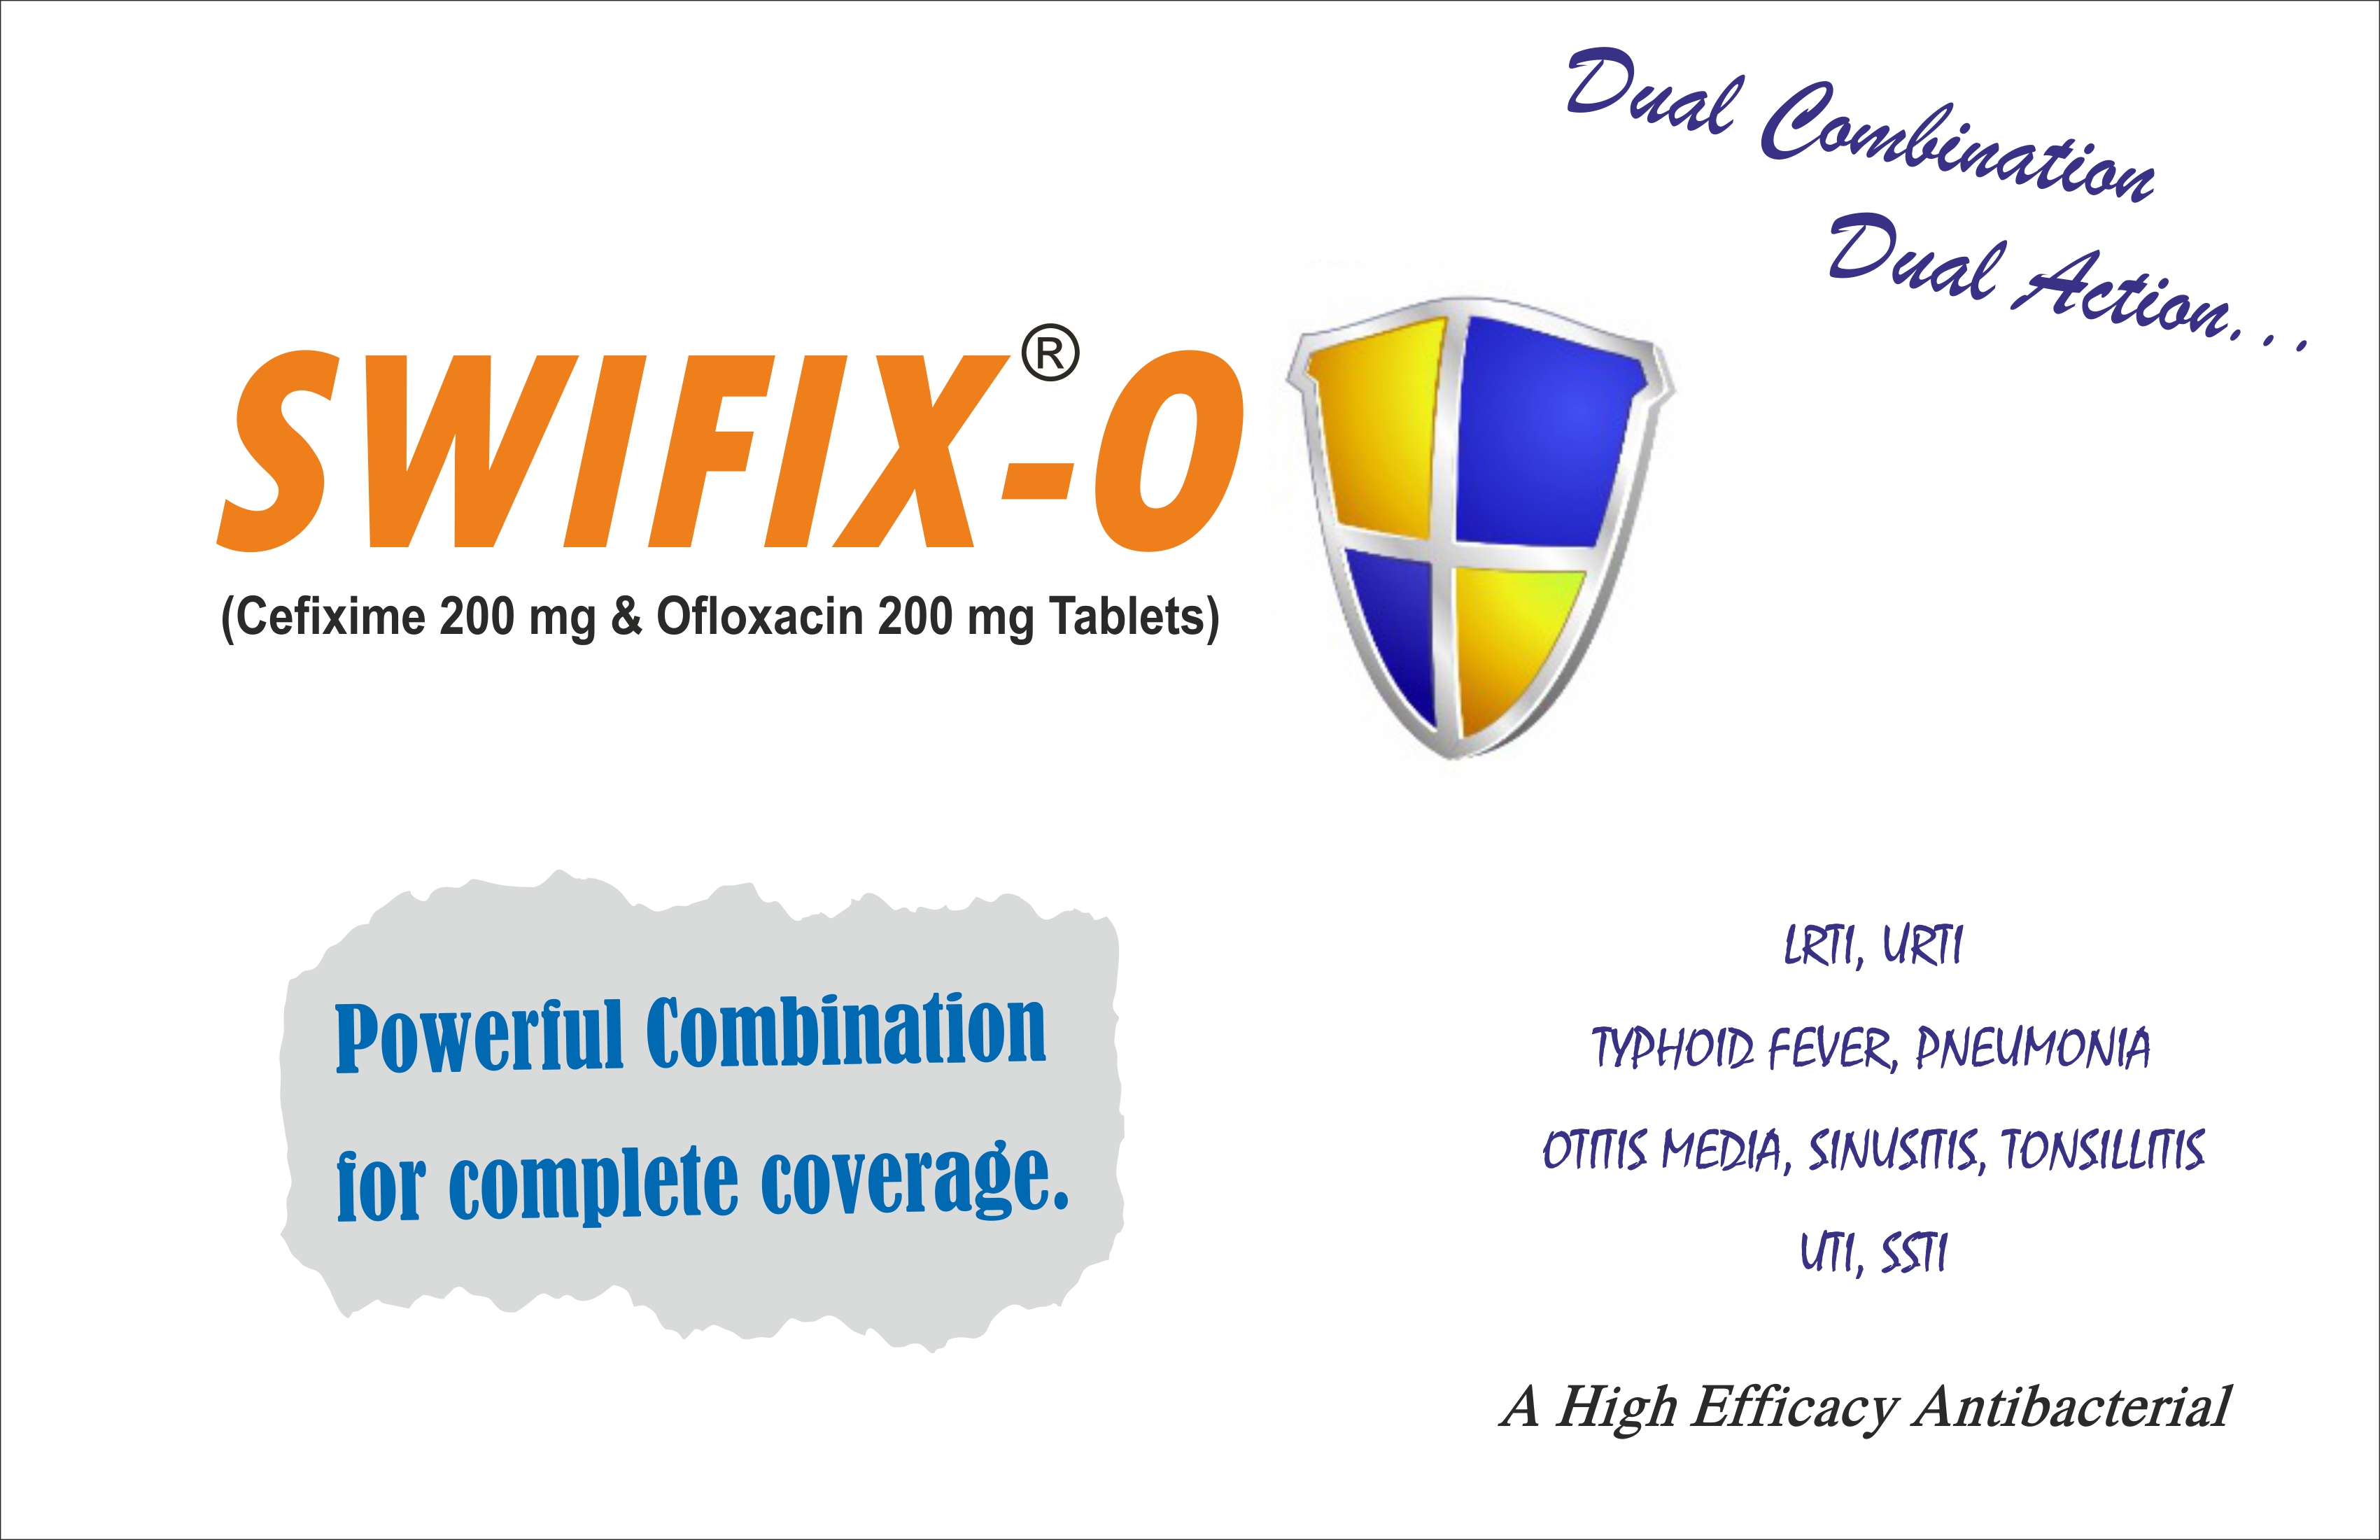 Dual Combination
Dual Action...
SWIFIX®-O
(Cefixime 200 mg & Ofloxacin 200 mg Tablets)
Powerful Combination
for complete coverage.
LRTI, URTI
TYPHOID FEVER, PNEUMONIA
OTITIS MEDIA, SINUSITIS, TONSILLITIS
UTI, SSTI
A High Efficacy Antibacterial